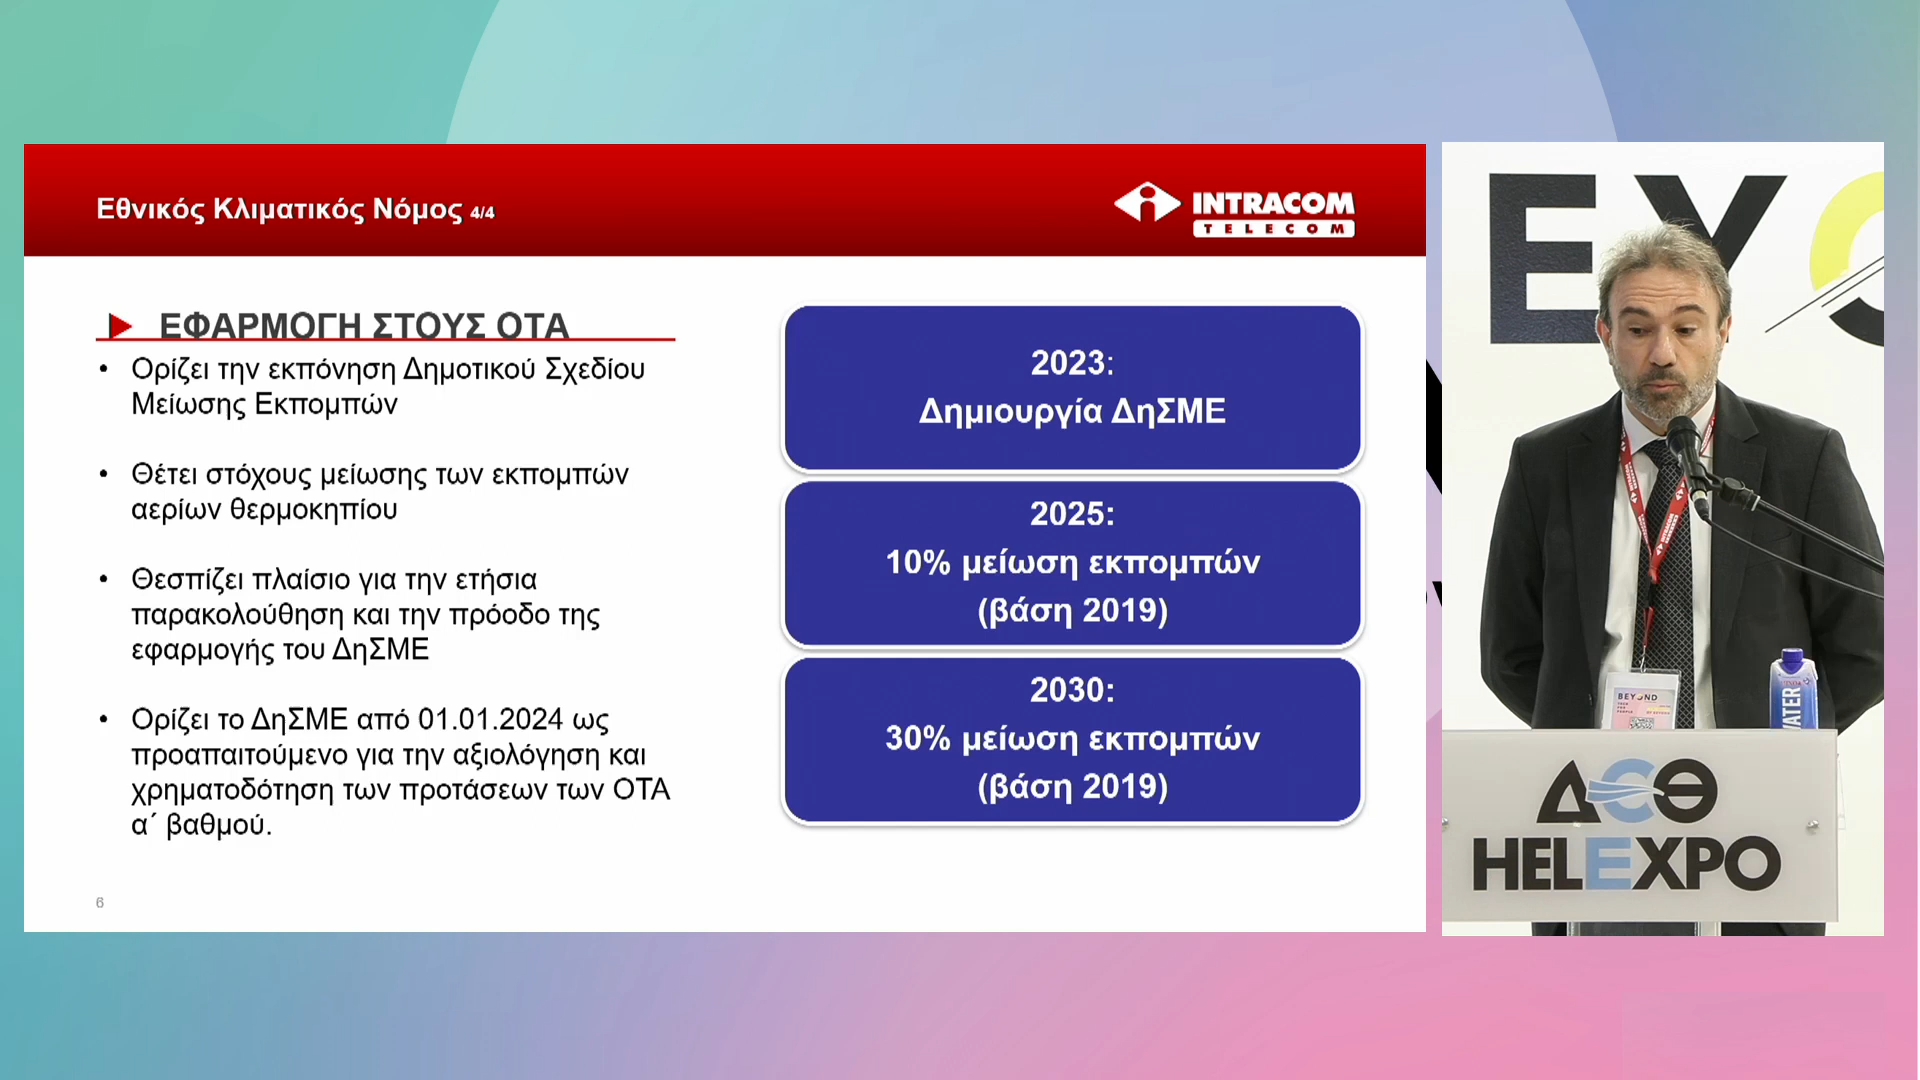 Εθνικός Κλιματικός Νόμος 4/4
INTRACOM
TELECOM
ΕΦΑΡΜΟΓΗ ΣΤΟΥΣ ΟΤΑ
• Ορίζει την εκπόνηση Δημοτικού Σχεδίου
Μείωσης Εκπομπών
• Θέτει στόχους μείωσης των εκπομπών
αερίων θερμοκηπίου
• Θεσπίζει πλαίσιο για την ετήσια
παρακολούθηση και την πρόοδο της
εφαρμογής του ΔηΣΜΕ
• Ορίζει το ΔηΣΜΕ από 01.01.2024 ως
προαπαιτούμενο για την αξιολόγηση και
χρηματοδότηση των προτάσεων των ΟΤΑ
α΄ βαθμού.
2023:
Δημιουργία ΔηΣΜΕ
2025:
10% μείωση εκπομπών
(βάση 2019)
2030:
30% μείωση εκπομπών
(βάση 2019)
6
EY
BEYOND
WATER
ΔΕΘ
HELEXPO